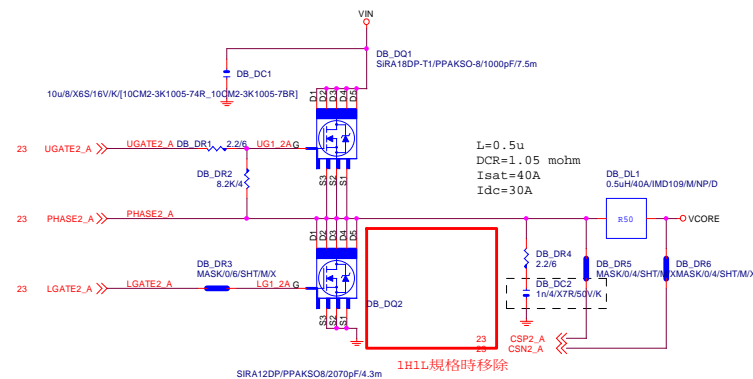 VIN
DB_DQ1
SiRA18DP-T1/PPAKSO-8/1000pF/7.5m
DB_DC1
10u/8/X6S/16V/K/[10CM2-3K1005-74R_10CM2-3K1005-7BR]
D1 D2 D3 D4 D5
23 UGATE2_A UGATE2_A DB_DR1 2.2/6 UG1_2A G
S3 S2 S1
DB_DR2
8.2K/4
L=0.5u
DCR=1.05 mohm
Isat=40A
Idc=30A
DB_DL1
0.5uH/40A/IMD109/M/NP/D
R50
VCORE
23 PHASE2_A PHASE2_A
D1 D2 D3 D4 D5
DB_DR3
MASK/0/6/SHT/M/X
23 LGATE2_A LGATE2_A LG1_2A G
S3 S2 S1
DB_DQ2
SIRA12DP/PPAKSO8/2070pF/4.3m
DB_DR4
2.2/6
DB_DC2
1n/4/X7R/50V/K
DB_DR5
MASK/0/4/SHT/M/X
DB_DR6
MASK/0/4/SHT/M/X
23 CSP2_A
23 CSN2_A
1H1L規格時移除